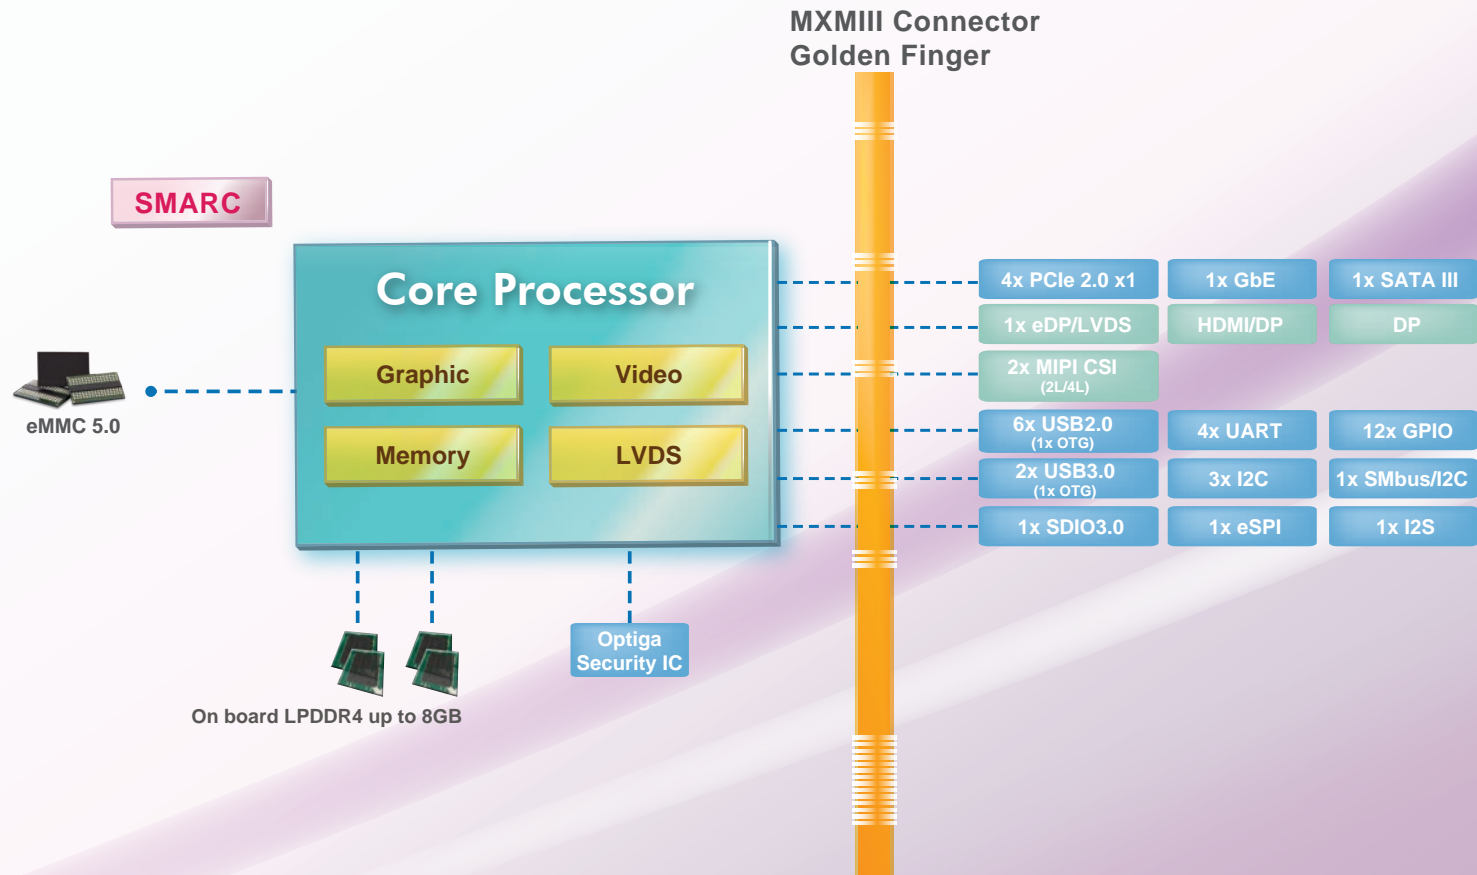 MXMIII Connector
Golden Finger
SMARC
Core Processor
Graphic
Video
Memory
LVDS
eMMC 5.0
4x PCIe 2.0 x1
1x GbE
1x SATA III
1x eDP/LVDS
HDMI/DP
DP
2x MIPI CSI
(2L/4L)
6x USB2.0
(1x OTG)
4x UART
12x GPIO
2x USB3.0
(1x OTG)
3x I2C
1x SMbus/I2C
1x SDIO3.0
1x eSPI
1x I2S
Optiga
Security IC
On board LPDDR4 up to 8GB